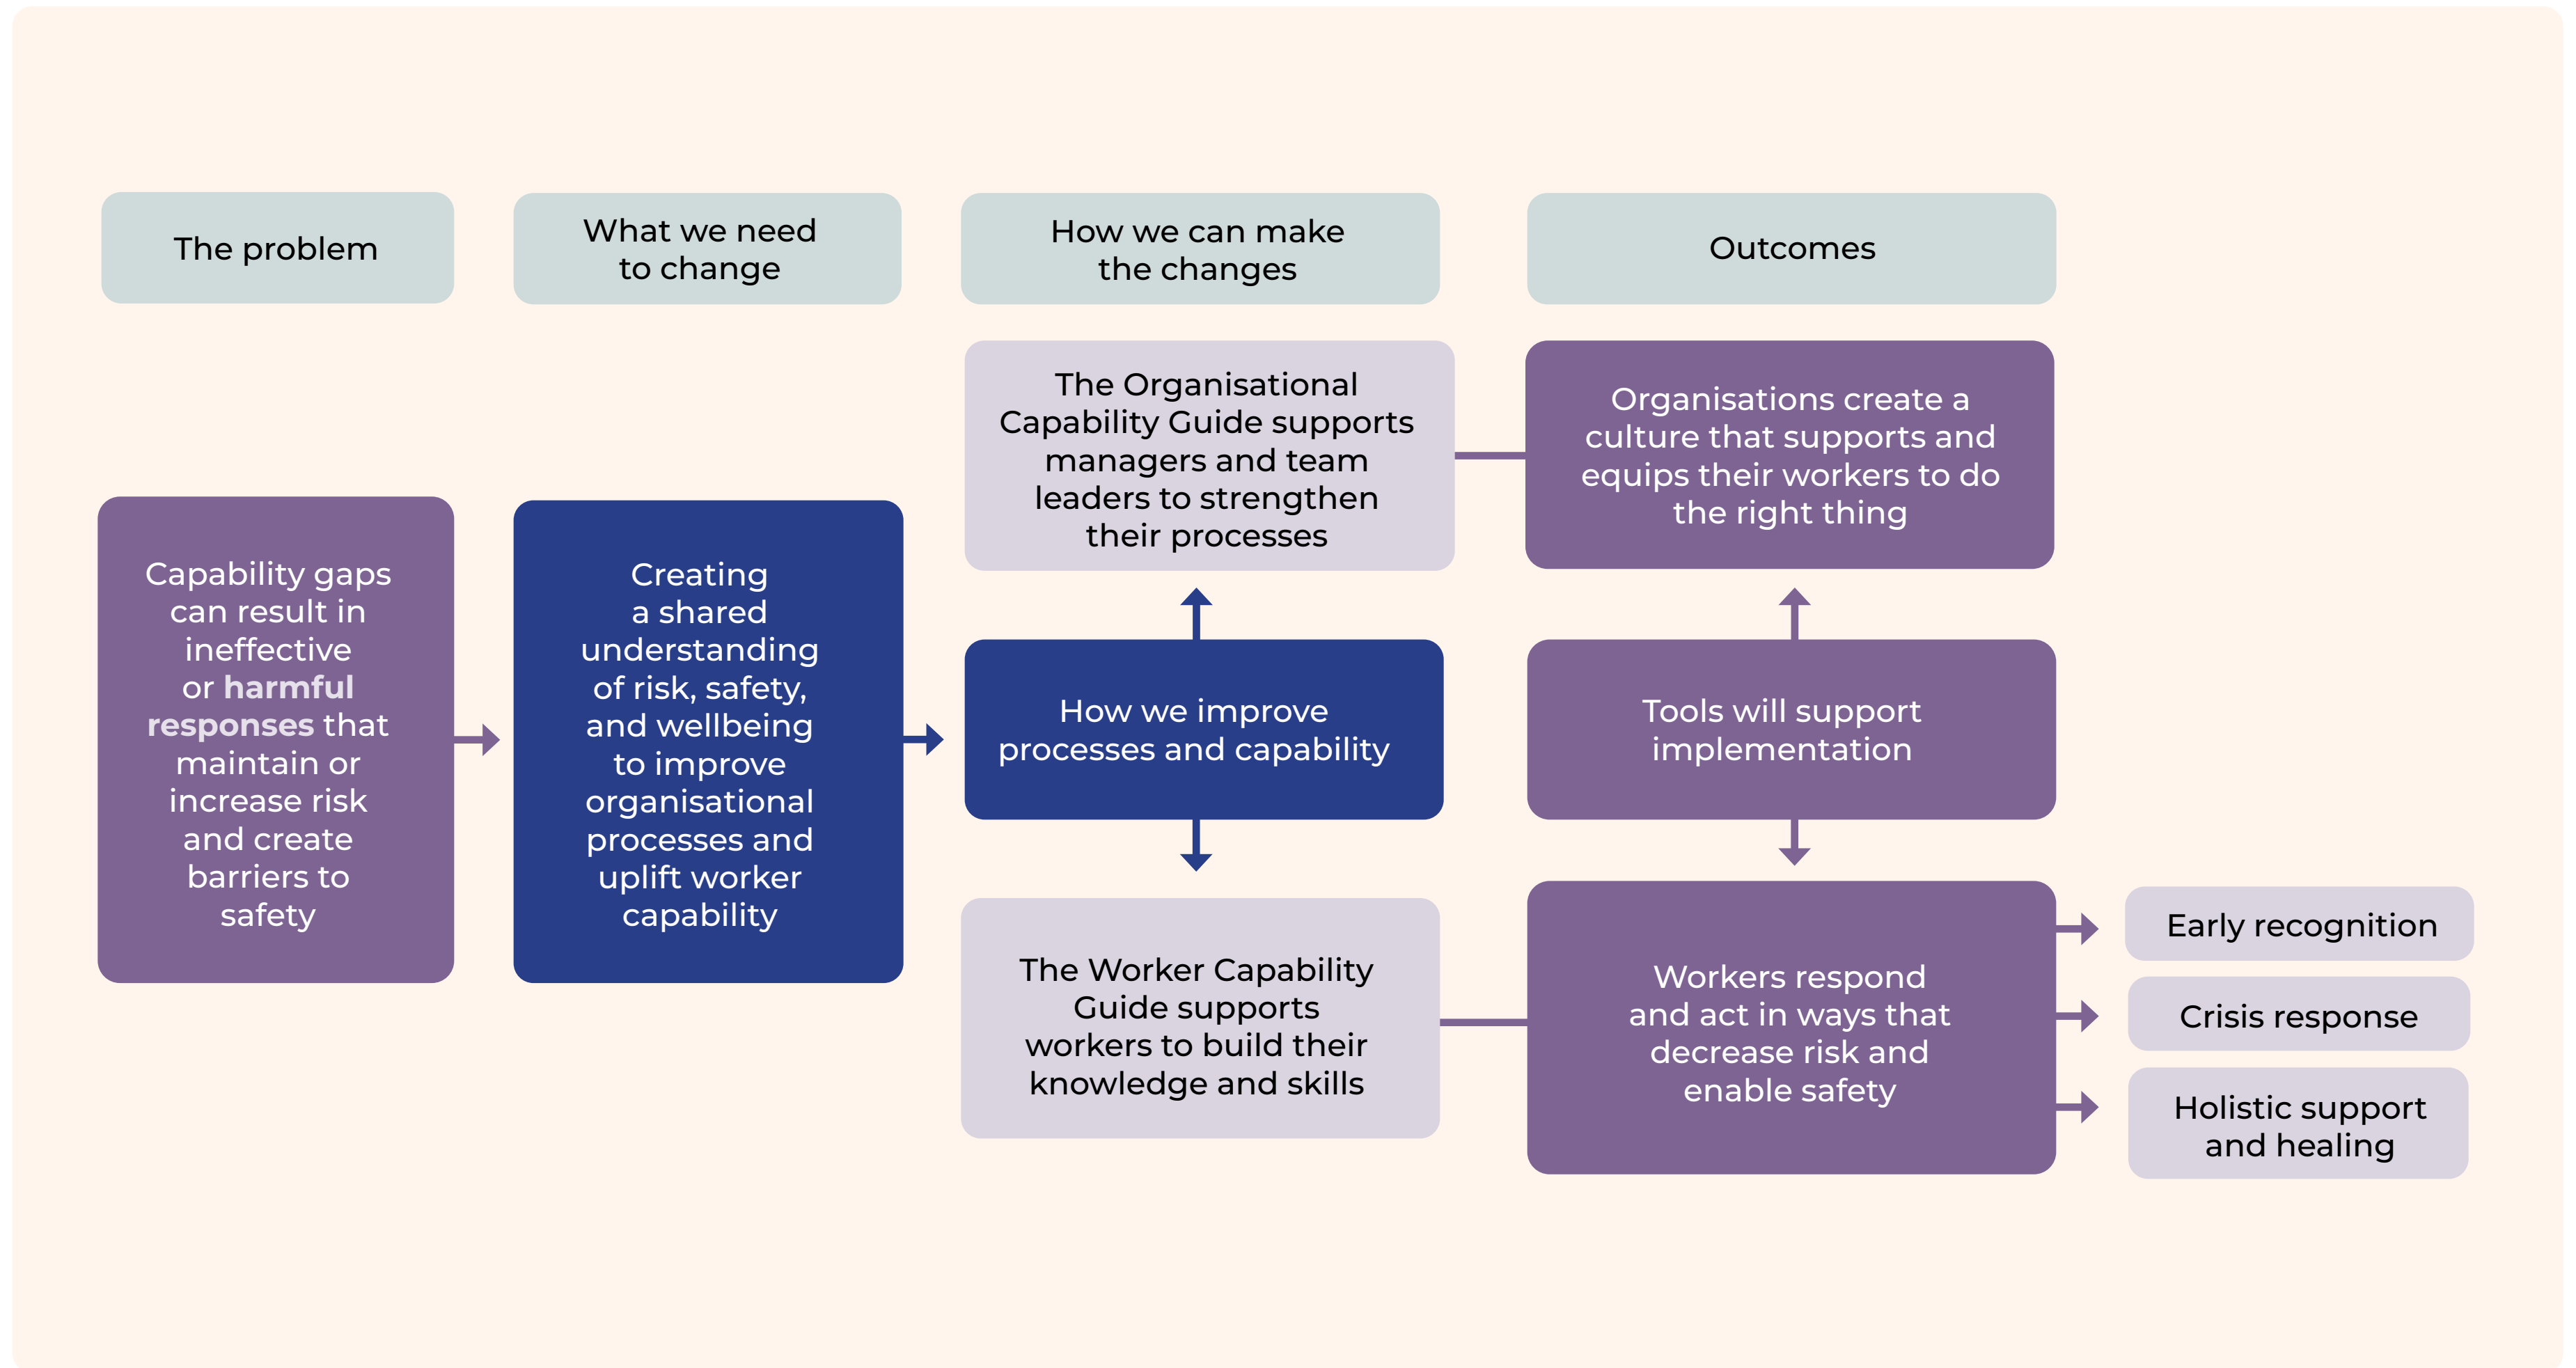 The problem
What we need
to change
How we can make
the changes
Outcomes
Capability gaps
can result in
ineffective
or harmful
responses that
maintain or
increase risk
and create
barriers to
safety
Creating
a shared
understanding
of risk, safety,
and wellbeing
to improve
organisational
processes and
uplift worker
capability
The Organisational
Capability Guide supports
managers and team
leaders to strengthen
their processes
How we improve
processes and capability
The Worker Capability
Guide supports
workers to build their
knowledge and skills
Organisations create a
culture that supports and
equips their workers to do
the right thing
Tools will support
implementation
Workers respond
and act in ways that
decrease risk and
enable safety
Early recognition
Crisis response
Holistic support
and healing